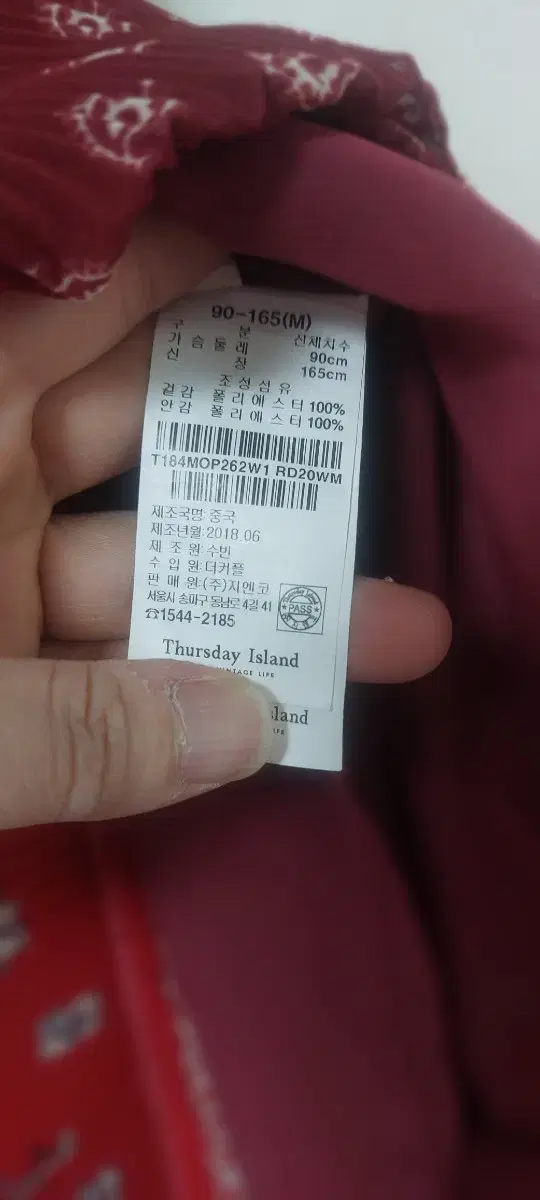 90-165(M)
구 분 신체치수
가 슴 둘 레 90cm
신 장 165cm
조 성 섬 유
겉 감 폴 리 에 스 터 100%
안 감 폴 리 에 스 터 100%
T184MOP262W1 RD20WM
제조국명:중국
제조년월:2018.06
제 조 원:수빈
수 입 원:더커플
판 매 원:(주)지엔코
서울시 송파구 동남로4길 41
☎1544-2185
PASS
Thursday Island
VINTAGE LIFE
sland